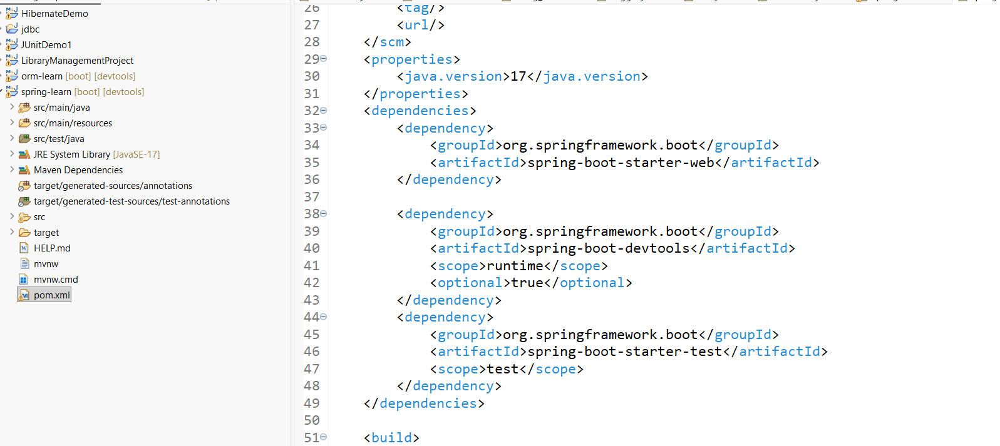 HibernateDemo
jdbc
JUnitDemo1
LibraryManagementProject
orm-learn [boot] [devtools]
spring-learn [boot] [devtools]
src/main/java
src/main/resources
src/test/java
JRE System Library [JavaSE-17]
Maven Dependencies
target/generated-sources/annotations
target/generated-test-sources/test-annotations
src
target
HELP.md
mvnw
mvnw.cmd
pom.xml
26 <tag/>
27 <url/>
28 </scm>
29 <properties>
30 <java.version>17</java.version>
31 </properties>
32 <dependencies>
33 <dependency>
34 <groupId>org.springframework.boot</groupId>
35 <artifactId>spring-boot-starter-web</artifactId>
36 </dependency>
37
38 <dependency>
39 <groupId>org.springframework.boot</groupId>
40 <artifactId>spring-boot-devtools</artifactId>
41 <scope>runtime</scope>
42 <optional>true</optional>
43 </dependency>
44 <dependency>
45 <groupId>org.springframework.boot</groupId>
46 <artifactId>spring-boot-starter-test</artifactId>
47 <scope>test</scope>
48 </dependency>
49 </dependencies>
50
51 <build>